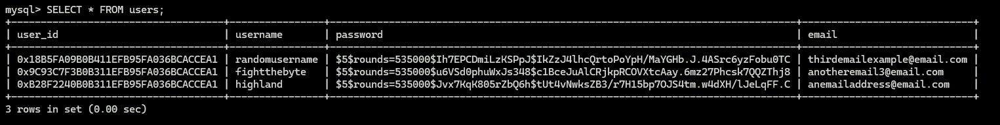 mysql> SELECT * FROM users;
+----------------------------------+----------------+-----------------------------------------------------------------------------+----------------------------+
| user_id                          | username       | password                                                                    | email                      |
+----------------------------------+----------------+-----------------------------------------------------------------------------+----------------------------+
| 0x18B5FA09B0B411EFB95FA036BCACCEA1 | randomusername | $5$rounds=535000$Ih7EPCDmiLzKSPpJ$IkZzJ4lhcQrtoPoYpH/MaYGHb.J.4ASrc6yzFobu0TC | thirdemailexample@email.com |
| 0x9C93C7F3B0B311EFB95FA036BCACCEA1 | fightthebyte   | $5$rounds=535000$u6VSd0phuWxJs348$c1BceJuAlCRjkpRCOVXtcAay.6mz27Phcsk7QQZThj8 | anotheremail3@email.com     |
| 0xB28F2240B0B311EFB95FA036BCACCEA1 | highland       | $5$rounds=535000$Jvx7KqK805rZbQ6h$tUt4vNwksZB3/r7H15bp7OJS4tm.w4dXH/lJeLqFF.C | anemailaddress@email.com    |
+----------------------------------+----------------+-----------------------------------------------------------------------------+----------------------------+
3 rows in set (0.00 sec)